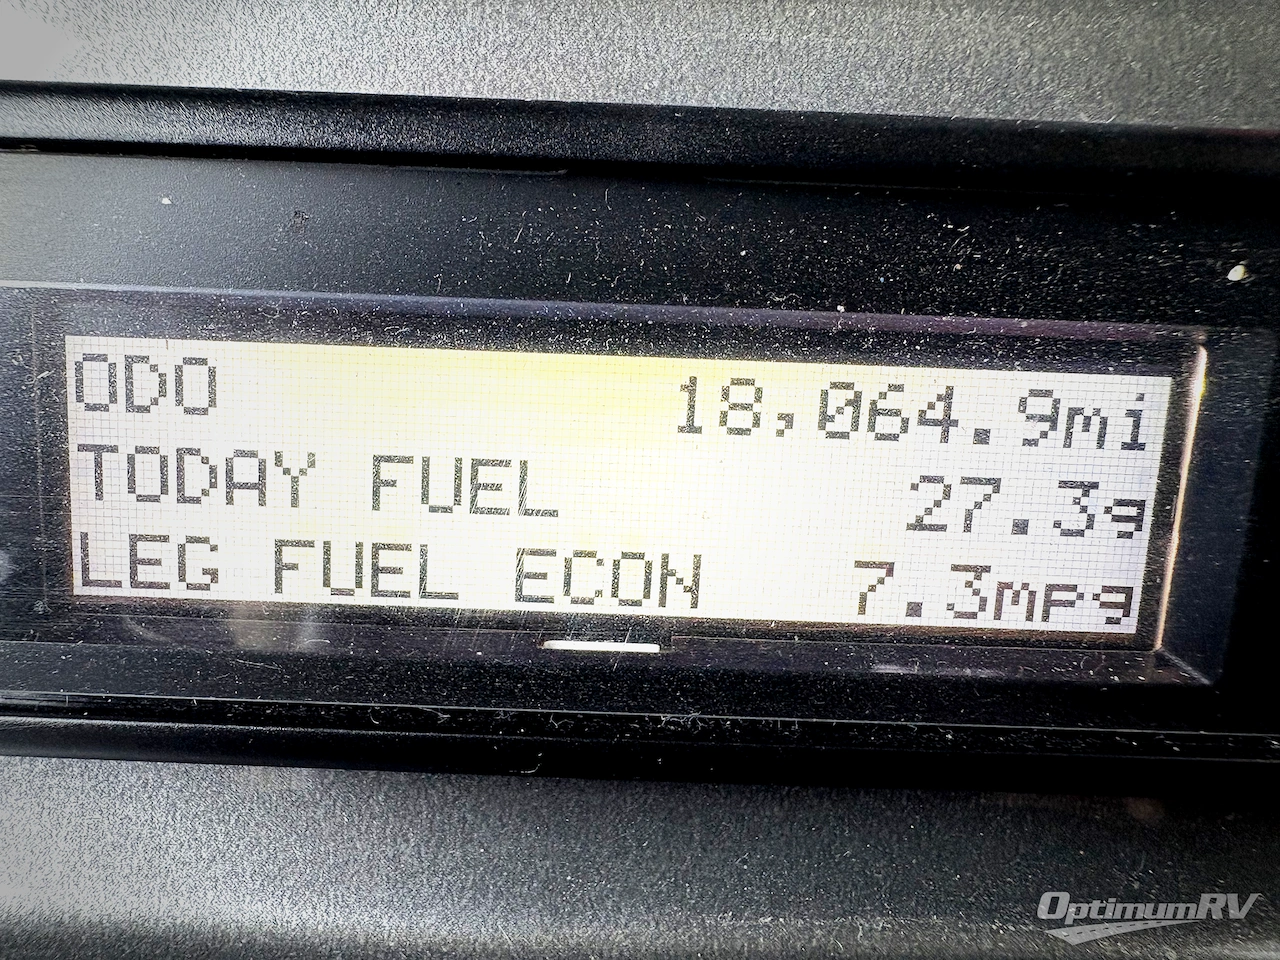 ODO 18,064.9mi
TODAY FUEL 27.3g
LEG FUEL ECON 7.3mpg
OptimumRV